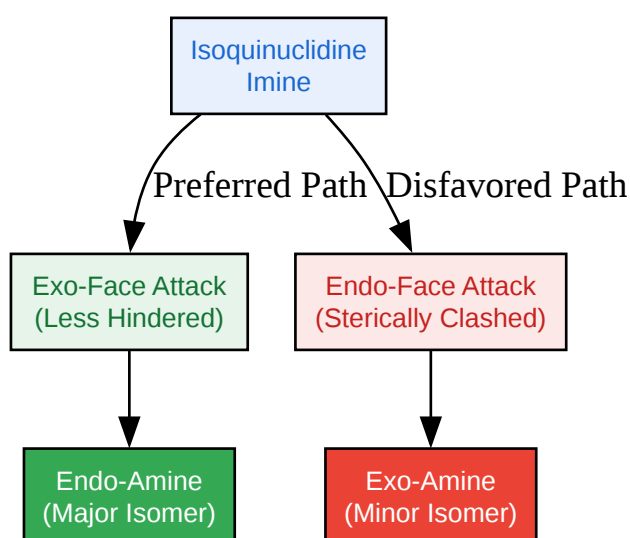 Isoquinuclidine
Imine
Preferred Path
Disfavored Path
Exo-Face Attack
(Less Hindered)
Endo-Face Attack
(Sterically Clashed)
Endo-Amine
(Major Isomer)
Exo-Amine
(Minor Isomer)